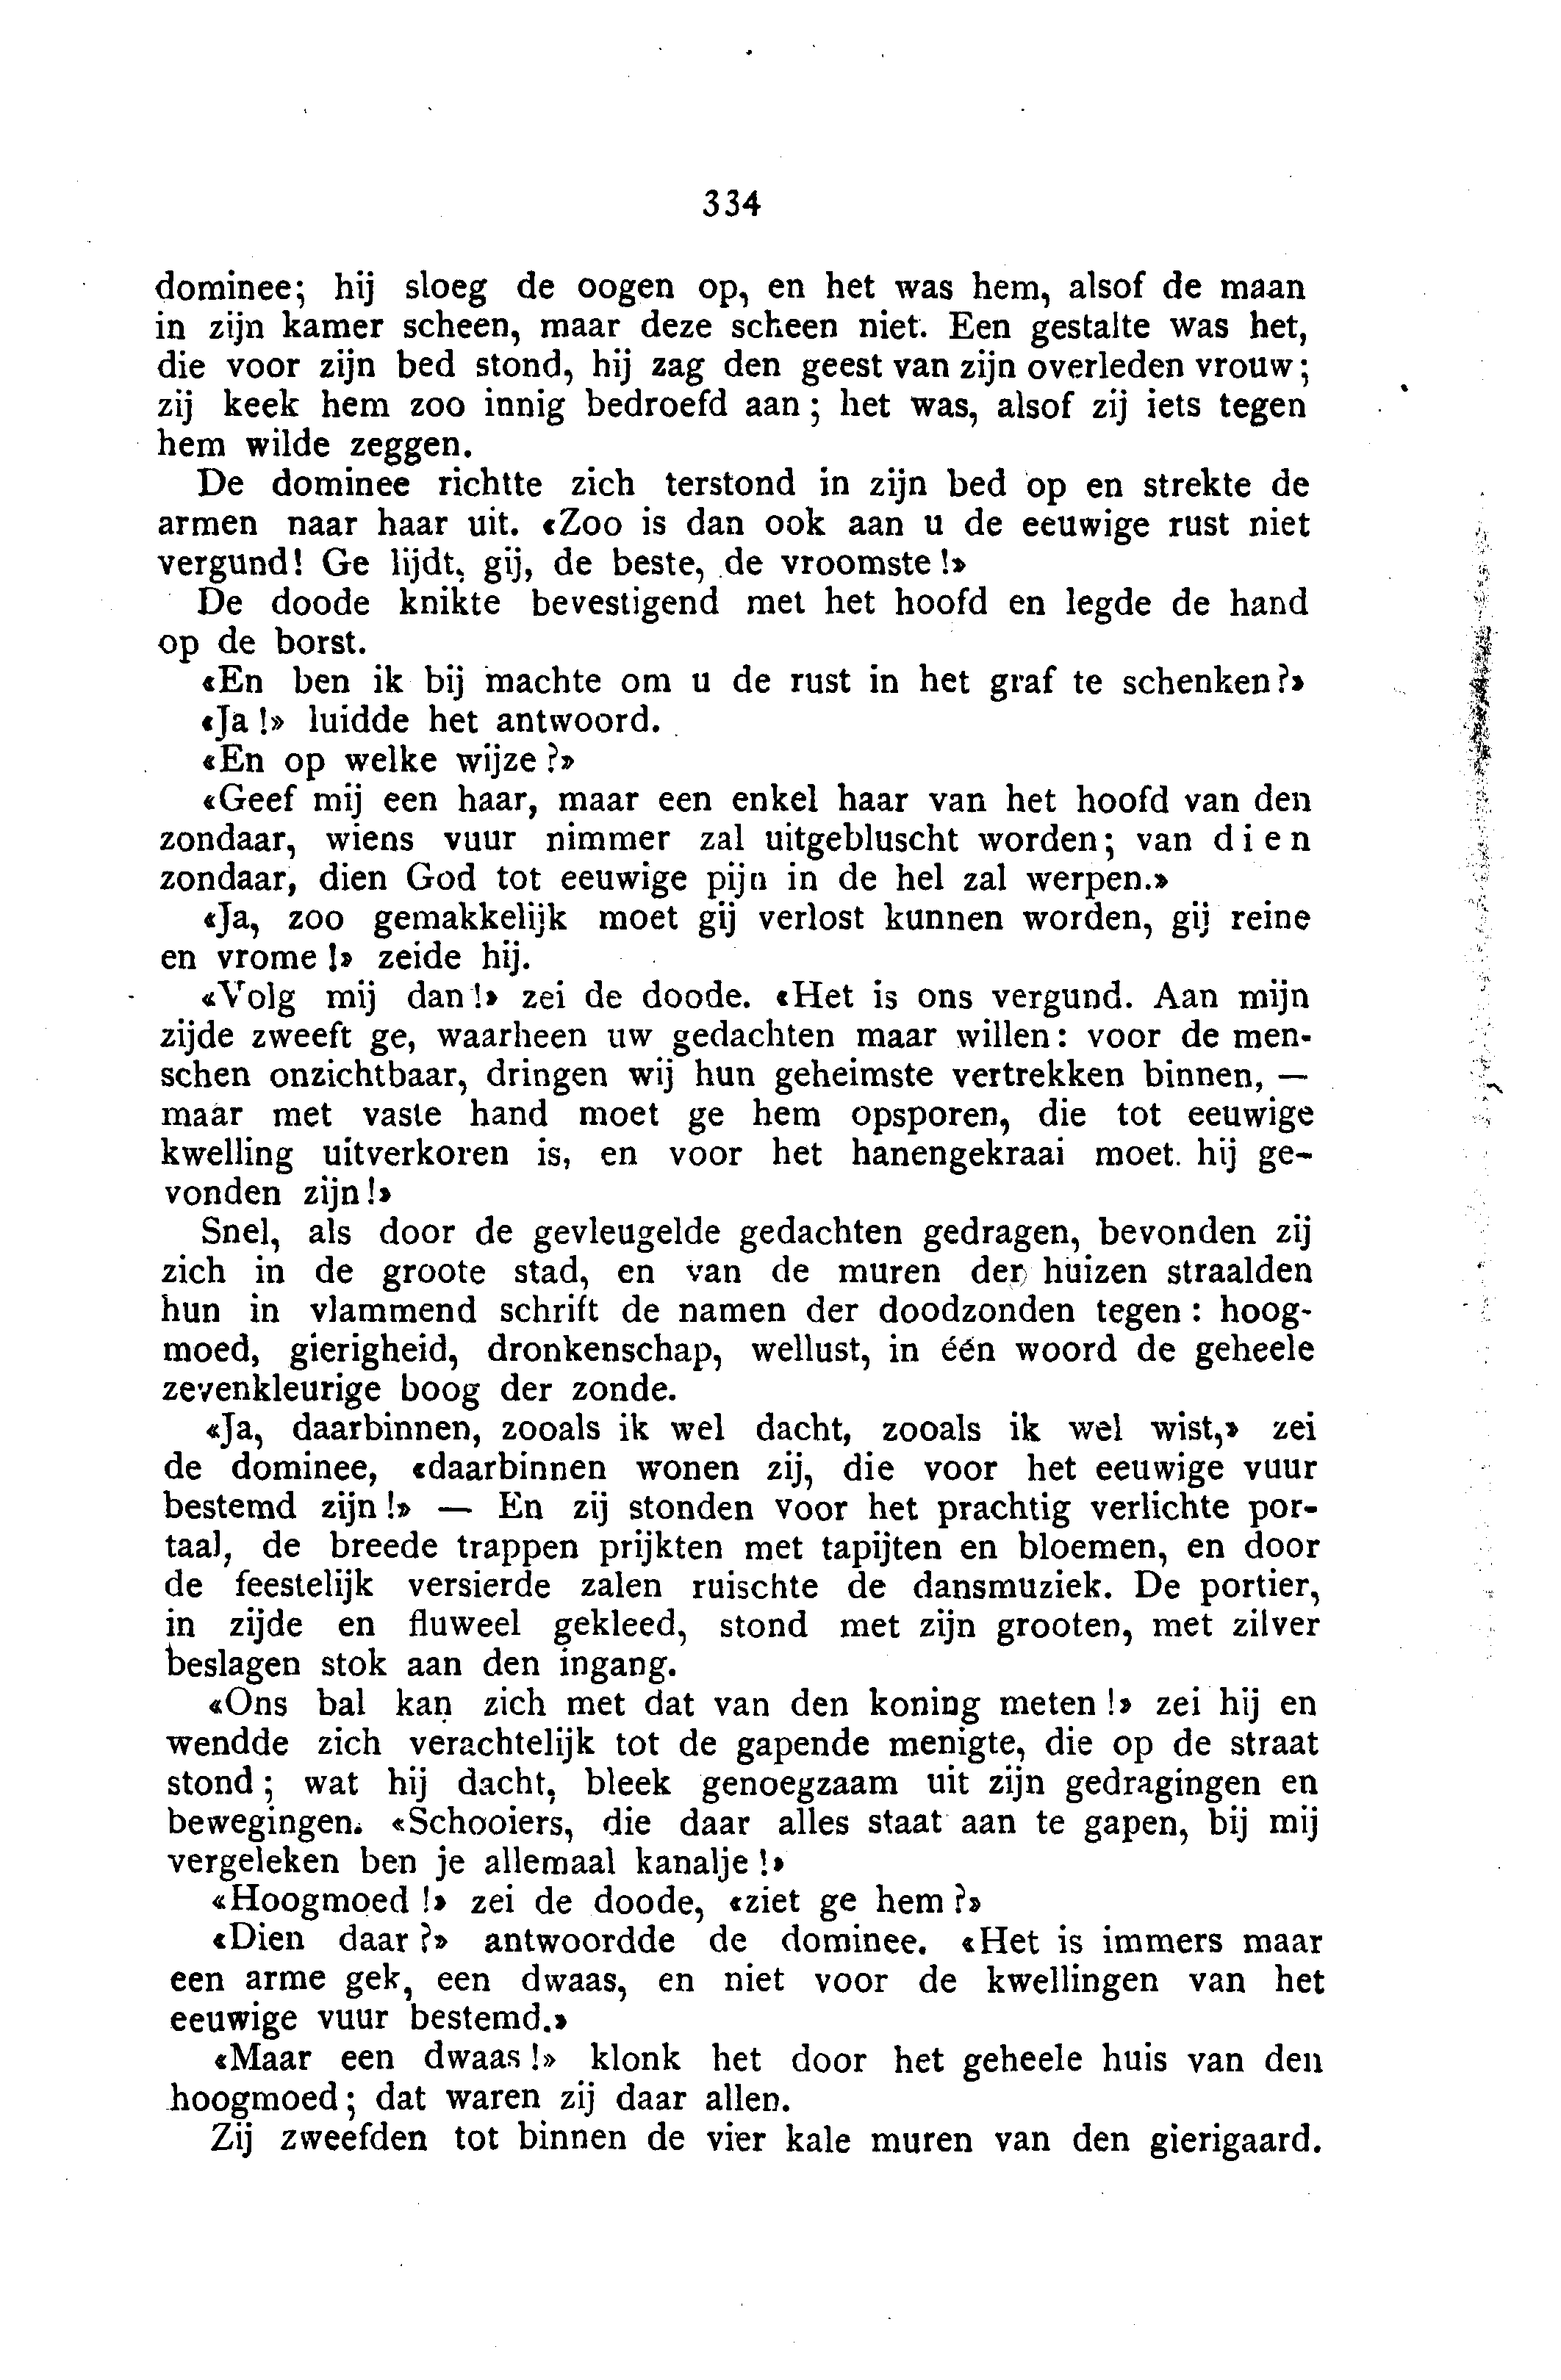 334
dominee; hij sloeg de oogen op, en het was hem, alsof de maan
in zijn kamer scheen, maar deze scheen niet. Een gestalte was het,
die voor zijn bed stond, hij zag den geest van zijn overleden vrouw;
zij keek hem zoo innig bedroefd aan; het was, alsof zij iets tegen
hem wilde zeggen.
De dominee richtte zich terstond in zijn bed op en strekte de
armen naar haar uit. «Zoo is dan ook aan u de eeuwige rust niet
vergund! Ge lijdt, gij, de beste, de vroomste!»
De doode knikte bevestigend met het hoofd en legde de hand
op de borst.
«En ben ik bij machte om u de rust in het graf te schenken?»
«Ja!» luidde het antwoord.
«En op welke wijze?»
«Geef mij een haar, maar een enkel haar van het hoofd van den
zondaar, wiens vuur nimmer zal uitgebluscht worden; van dien
zondaar, dien God tot eeuwige pijn in de hel zal werpen.»
«Ja, zoo gemakkelijk moet gij verlost kunnen worden, gij reine
en vrome!» zeide hij.
«Volg mij dan!» zei de doode. «Het is ons vergund. Aan mijn
zijde zweeft ge, waarheen uw gedachten maar willen: voor de men-
schen onzichtbaar, dringen wij hun geheimste vertrekken binnen, —
maar met vaste hand moet ge hem opsporen, die tot eeuwige
kwelling uitverkoren is, en voor het hanengekraai moet hij ge-
vonden zijn!»
Snel, als door de gevleugelde gedachten gedragen, bevonden zij
zich in de groote stad, en van de muren der huizen straalden
hun in vlammend schrift de namen der doodzonden tegen: hoog-
moed, gierigheid, dronkenschap, wellust, in één woord de geheele
zevenkleurige boog der zonde.
«Ja, daarbinnen, zooals ik wel dacht, zooals ik wel wist,» zei
de dominee, «daarbinnen wonen zij, die voor het eeuwige vuur
bestemd zijn!» — En zij stonden voor het prachtig verlichte por-
taal, de breede trappen prijkten met tapijten en bloemen, en door
de feestelijk versierde zalen ruischte de dansmuziek. De portier,
in zijde en fluweel gekleed, stond met zijn grooten, met zilver
beslagen stok aan den ingang.
«Ons bal kan zich met dat van den koning meten!» zei hij en
wendde zich verachtelijk tot de gapende menigte, die op de straat
stond; wat hij dacht, bleek genoegzaam uit zijn gedragingen en
bewegingen. «Schooiers, die daar alles staat aan te gapen, bij mij
vergeleken ben je allemaal kanalje!»
«Hoogmoed!» zei de doode, «ziet ge hem?»
«Dien daar?» antwoordde de dominee. «Het is immers maar
een arme gek, een dwaas, en niet voor de kwellingen van het
eeuwige vuur bestemd.»
«Maar een dwaas!» klonk het door het geheele huis van den
hoogmoed; dat waren zij daar allen.
Zij zweefden tot binnen de vier kale muren van den gierigaard.